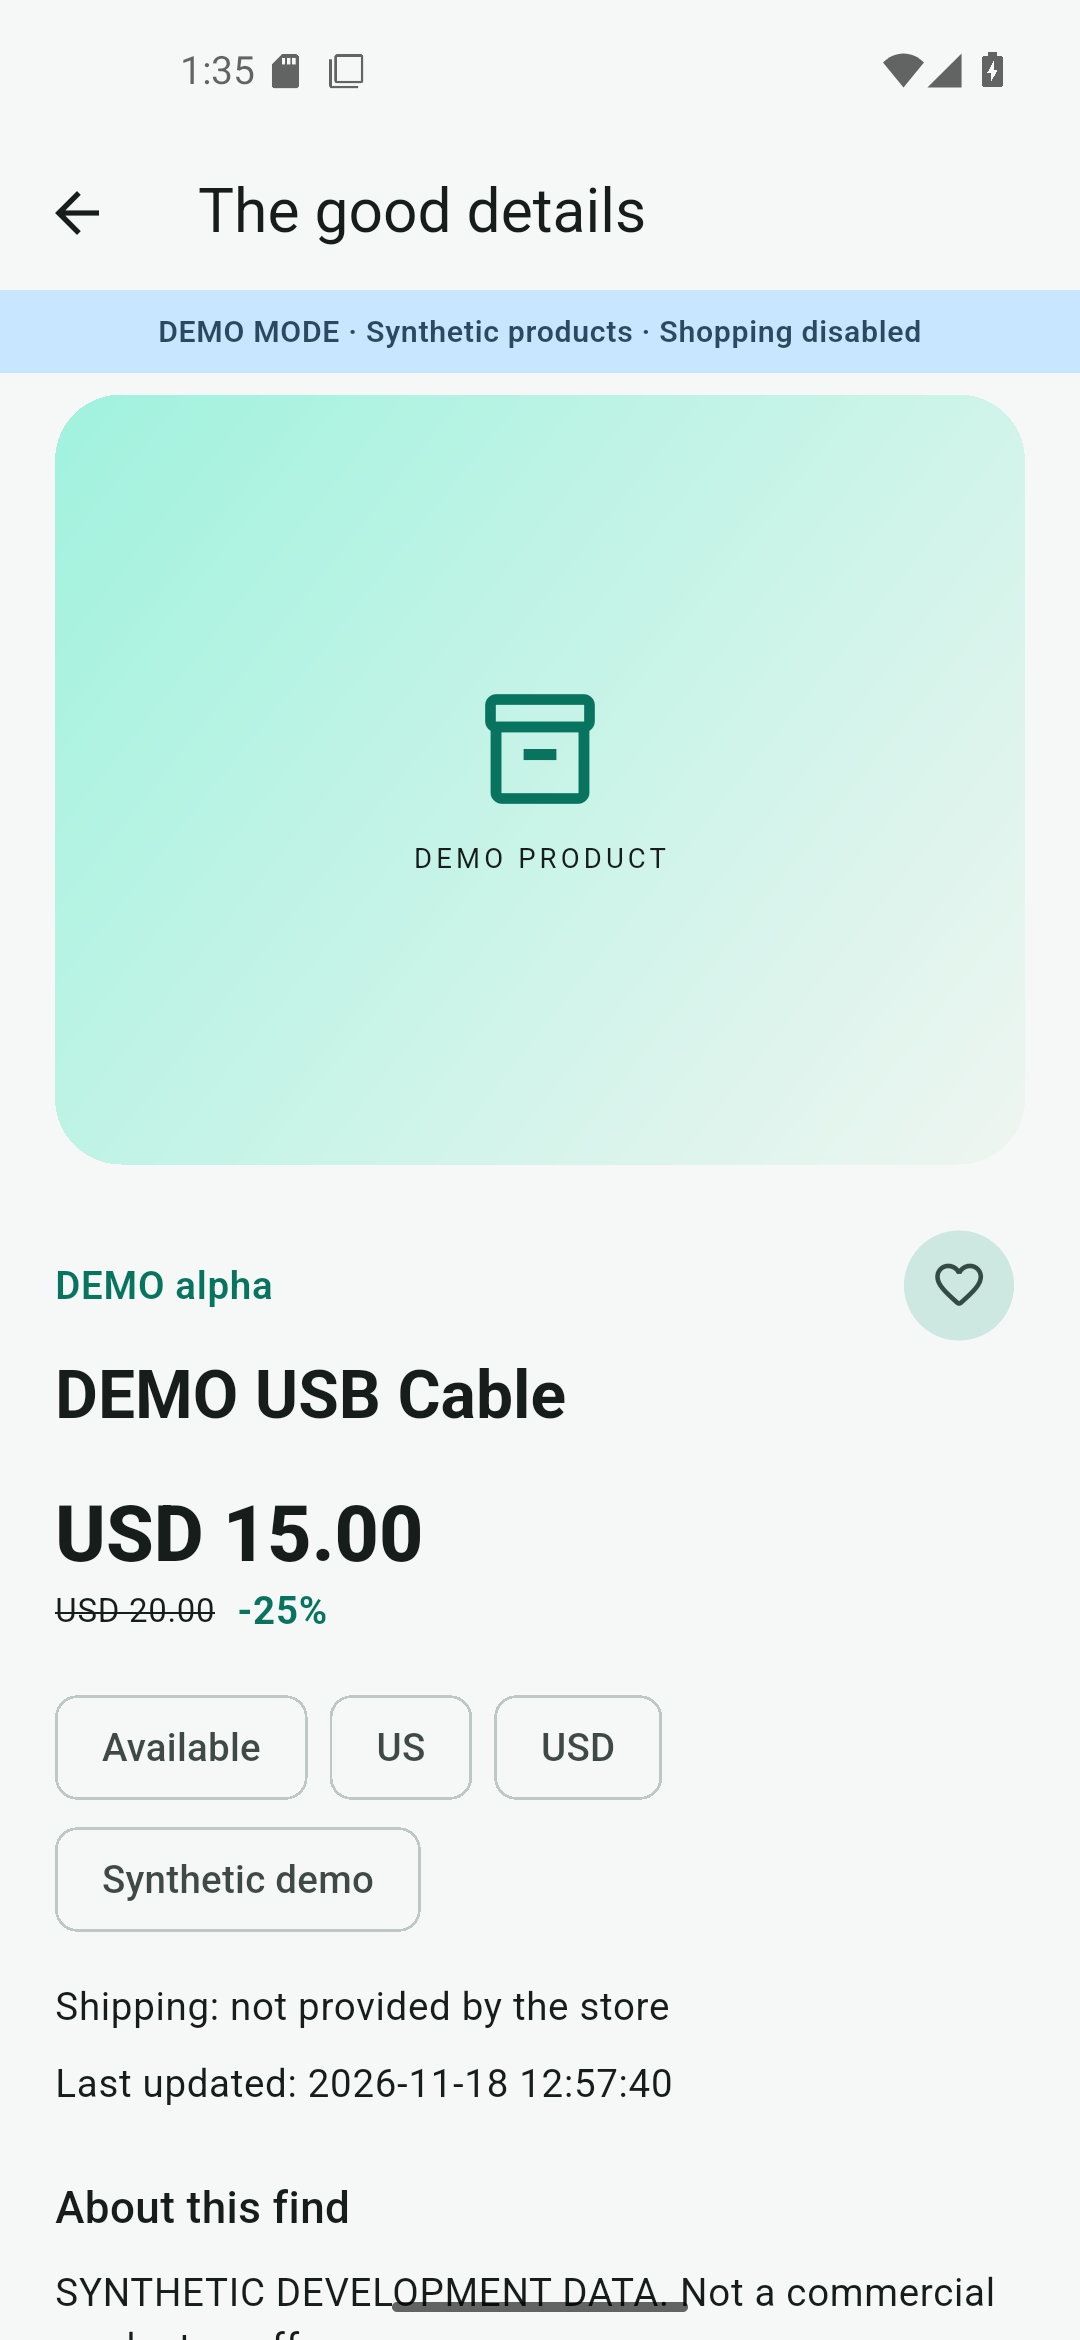 1:35
The good details
DEMO MODE · Synthetic products · Shopping disabled
DEMO PRODUCT
DEMO alpha
DEMO USB Cable
USD 15.00
USD 20.00 -25%
Available US USD
Synthetic demo
Shipping: not provided by the store
Last updated: 2026-11-18 12:57:40
About this find
SYNTHETIC DEVELOPMENT DATA. Not a commercial